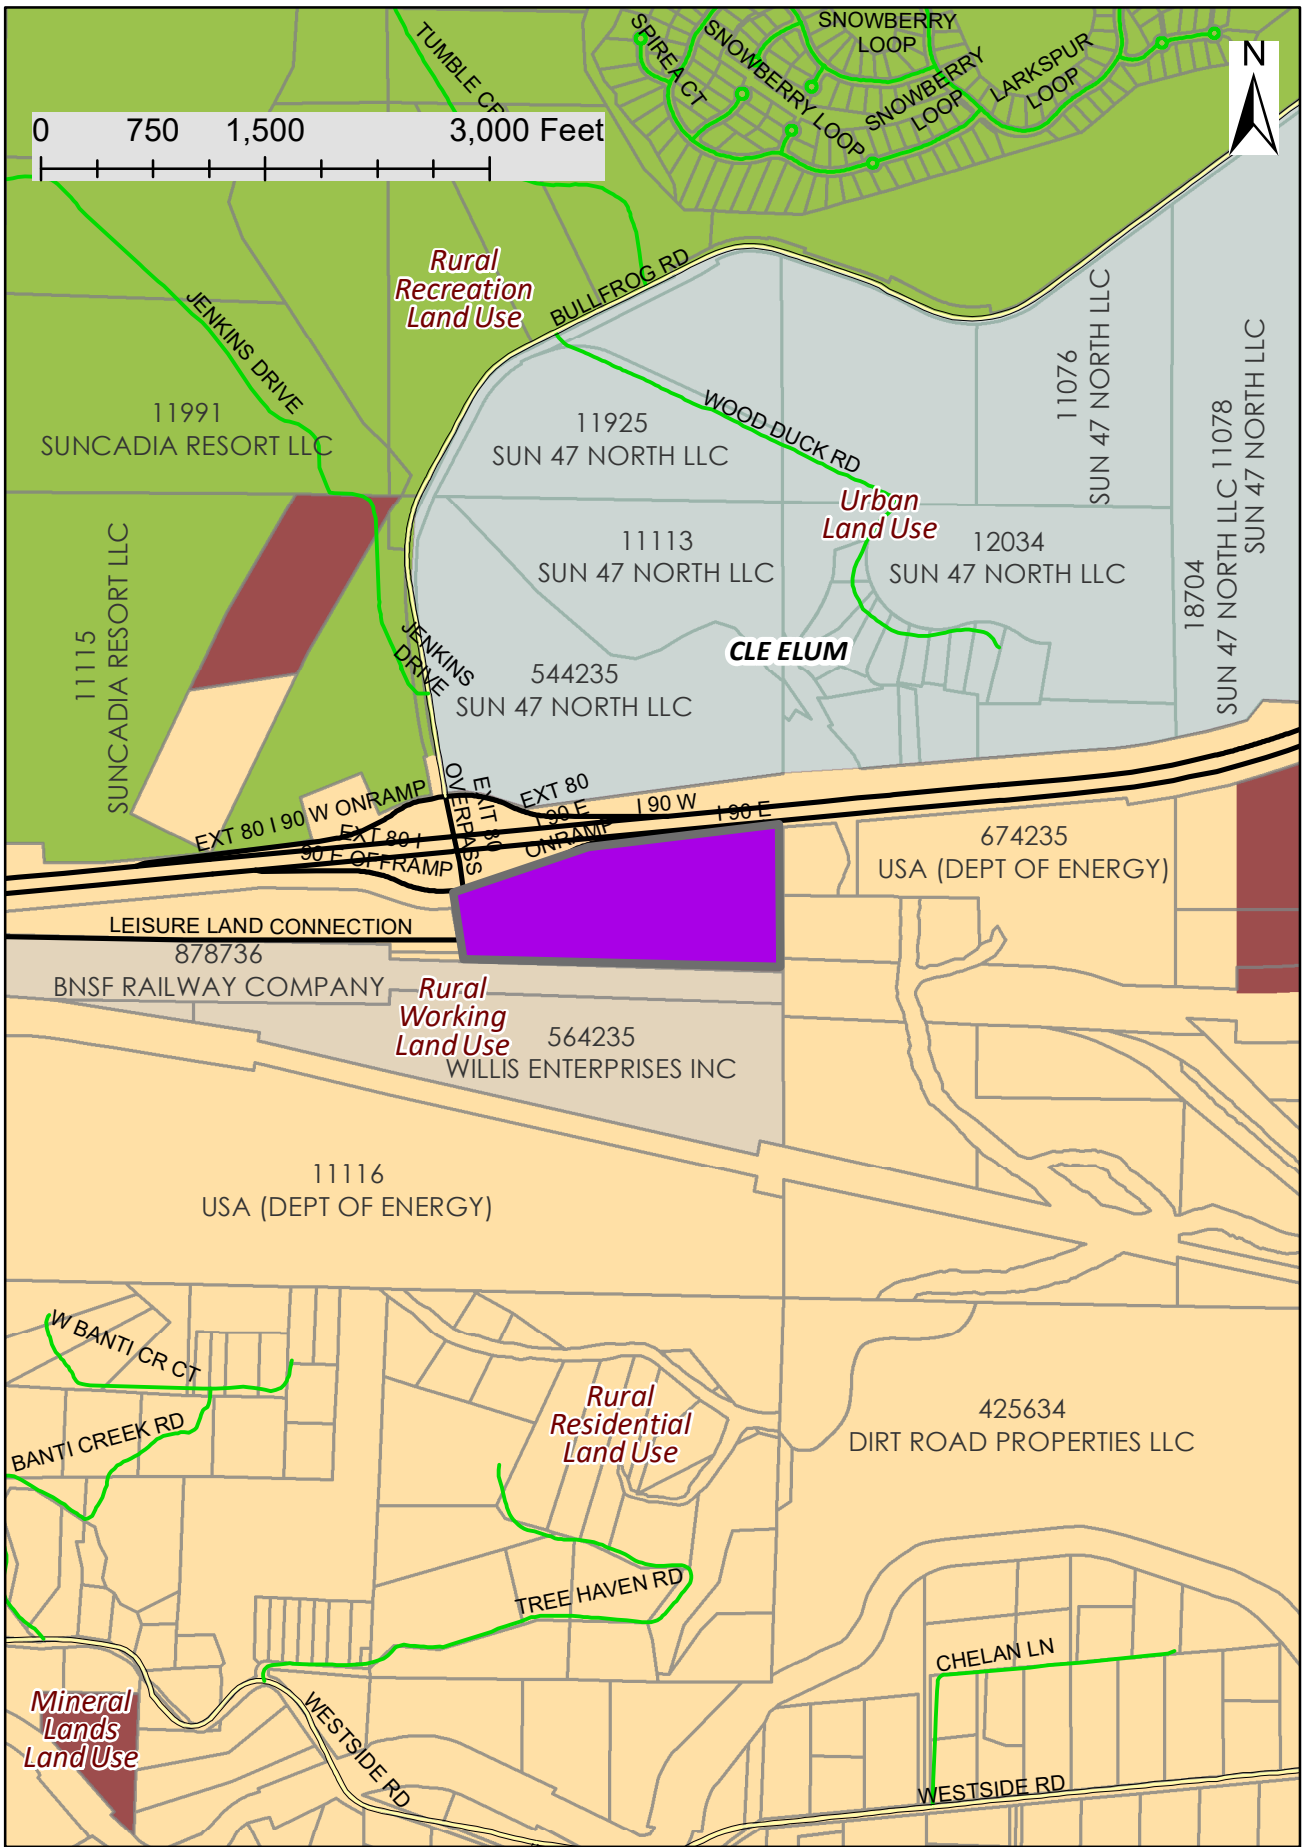 SNOWBERRY
LOOP
SPIREA CT
SNOWBERRY LOOP
SNOWBERRY
LOOP
LARKSPUR
LOOP
TUMBLE CR
N
0 750 1,500 3,000 Feet
Rural
Recreation
Land Use
BULLFROG RD
JENKINS DRIVE
11991
SUNCADIA RESORT LLC
11925
SUN 47 NORTH LLC
WOOD DUCK RD
11076
SUN 47 NORTH LLC
11078
SUN 47 NORTH LLC
18704
SUN 47 NORTH LLC
Urban
Land Use
11113
SUN 47 NORTH LLC
12034
SUN 47 NORTH LLC
11115
SUNCADIA RESORT LLC
JENKINS
DRIVE
CLE ELUM
544235
SUN 47 NORTH LLC
EXT 80 I 90 W ONRAMP
EXIT 80
OVERPASS
EXT 80
I 90 E
ONRAMP
I 90 W
I 90 E
EXT 80 I
90 E OFFRAMP
674235
USA (DEPT OF ENERGY)
LEISURE LAND CONNECTION
878736
BNSF RAILWAY COMPANY
Rural
Working
Land Use
564235
WILLIS ENTERPRISES INC
11116
USA (DEPT OF ENERGY)
W BANTI CR CT
BANTI CREEK RD
Rural
Residential
Land Use
425634
DIRT ROAD PROPERTIES LLC
TREE HAVEN RD
CHELAN LN
Mineral
Lands
Land Use
WESTSIDE RD
WESTSIDE RD